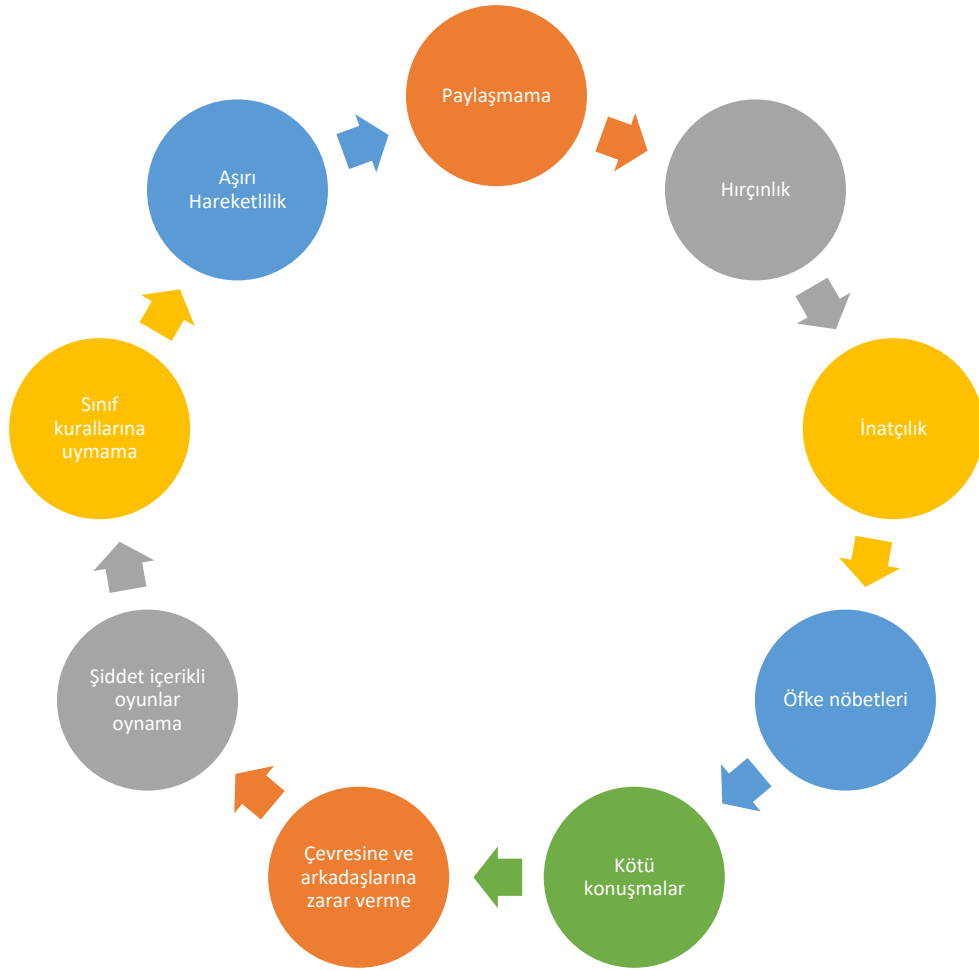 Paylaşmama
Hırçınlık
İnatçılık
Öfke nöbetleri
Kötü
konuşmalar
Çevresine ve
arkadaşlarına
zarar verme
Şiddet içerikli
oyunlar
oynama
Sınıf
kurallarına
uymama
Aşırı
Hareketlilik